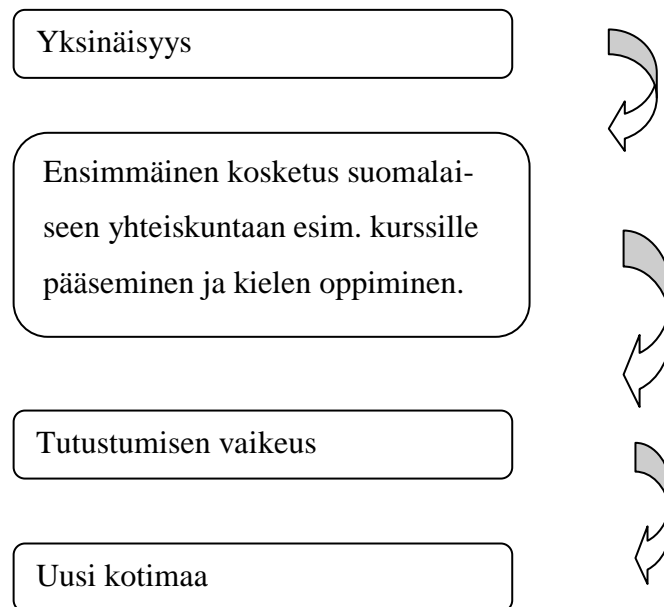 Yksinäisyys
Ensimmäinen kosketus suomalai-
seen yhteiskuntaan esim. kurssille
pääseminen ja kielen oppiminen.
Tutustumisen vaikeus
Uusi kotimaa